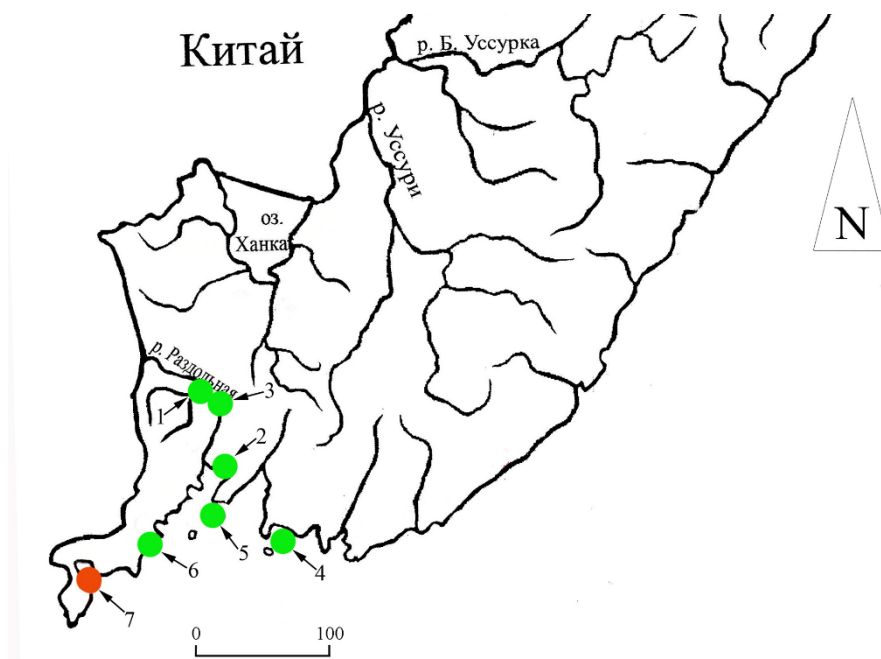 Китай
р. Б. Уссурка
р. Уссури
оз.
Ханка
N
р. Раздольная
1
3
2
5
4
6
7
0 100